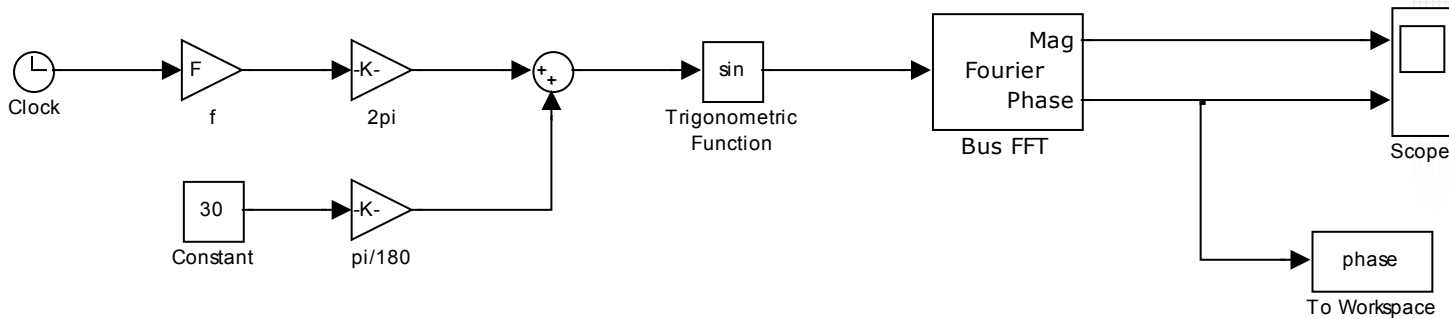 Clock
F
f
-K-
2pi
+
+
30
Constant
-K-
pi/180
sin
Trigonometric
Function
Mag
Fourier
Phase
Bus FFT
Scope
phase
To Workspace